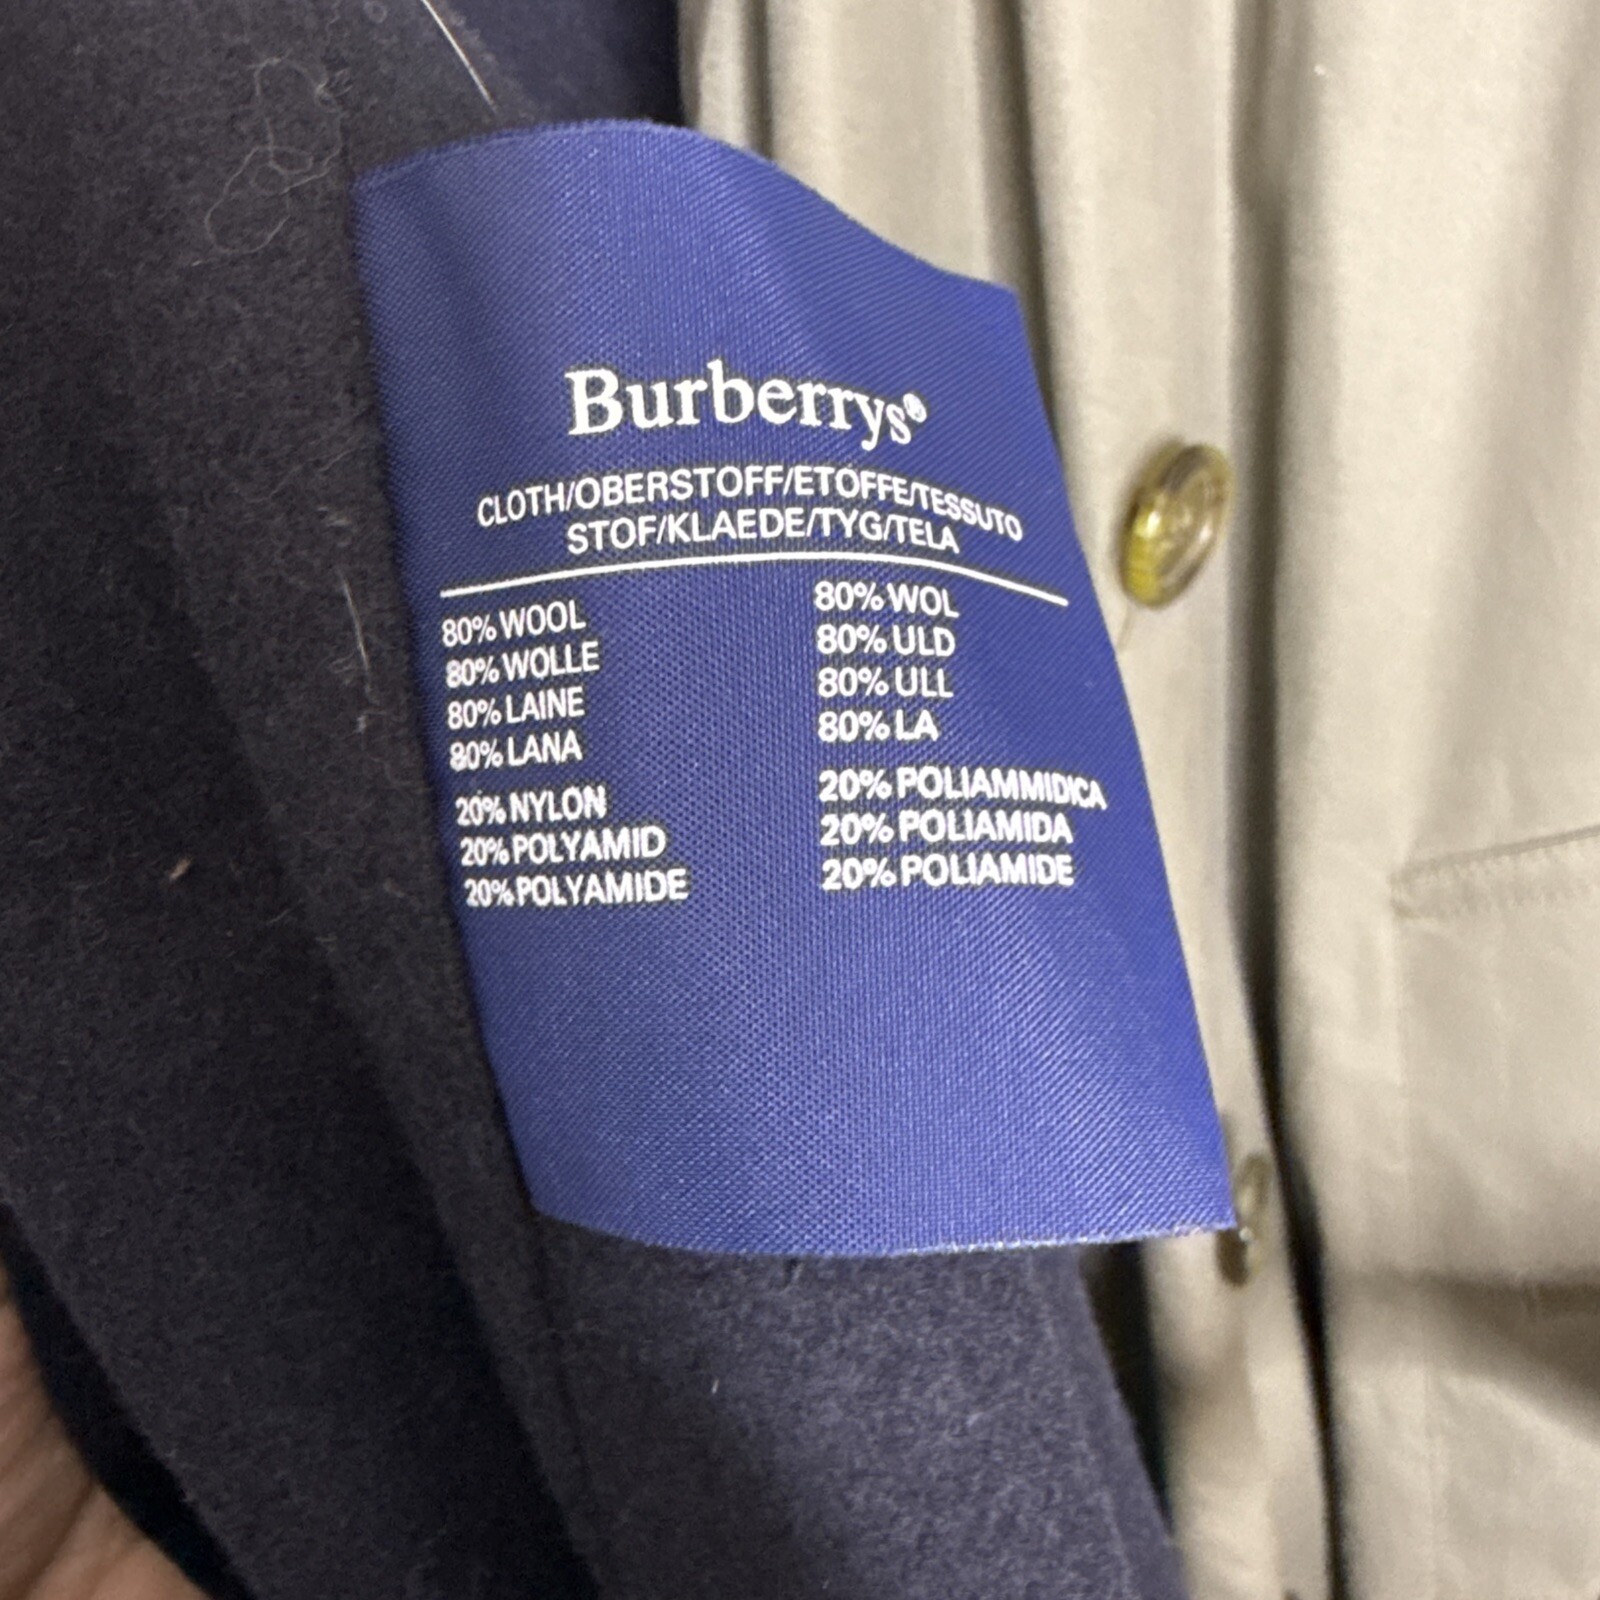 Burberrys®
CLOTH/OBERSTOFF/ETOFFE/TESSUTO
STOF/KLAEDE/TYG/TELA
80% WOOL
80% WOLLE
80% LAINE
80% LANA
20% NYLON
20% POLYAMID
20% POLYAMIDE
80% WOL
80% ULD
80% ULL
80% LA
20% POLIAMMIDICA
20% POLIAMIDA
20% POLIAMIDE